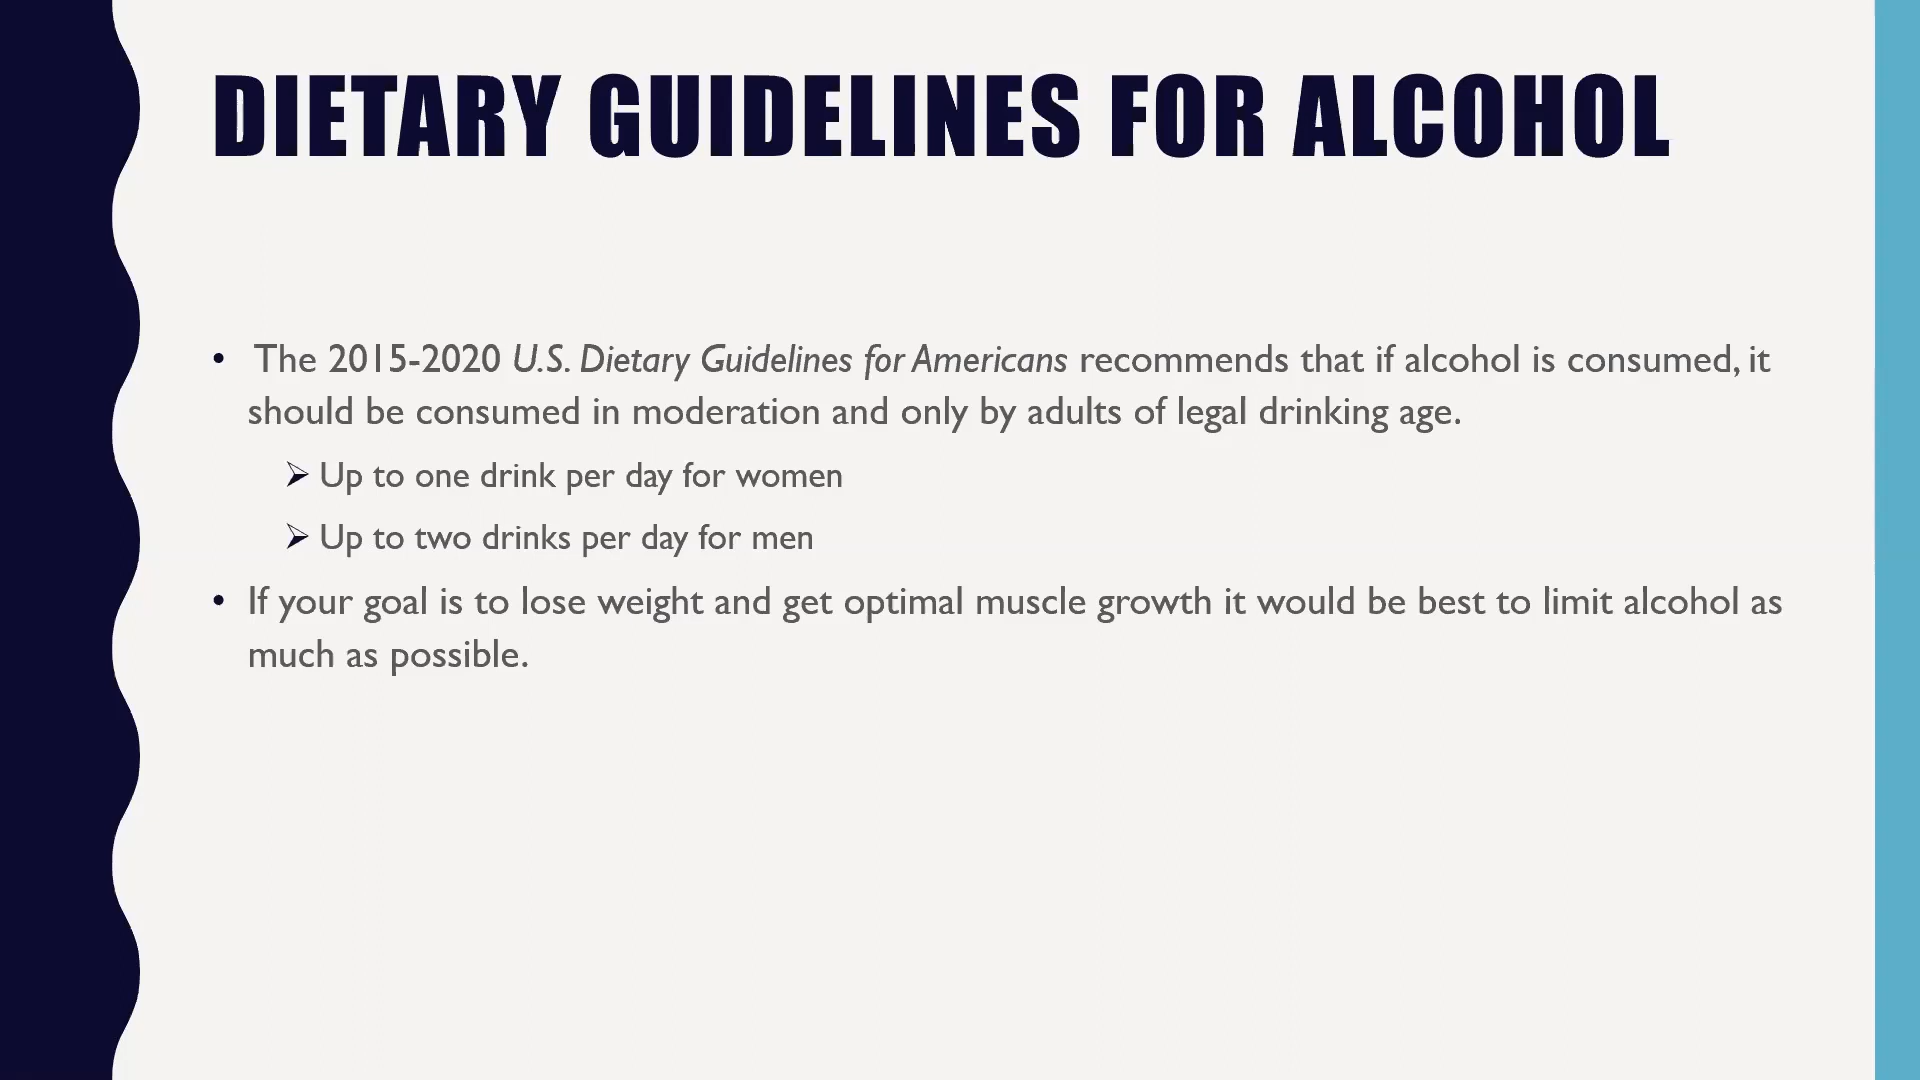 DIETARY GUIDELINES FOR ALCOHOL
• The 2015-2020 U.S. Dietary Guidelines for Americans recommends that if alcohol is consumed, it
should be consumed in moderation and only by adults of legal drinking age.
➢ Up to one drink per day for women
➢ Up to two drinks per day for men
• If your goal is to lose weight and get optimal muscle growth it would be best to limit alcohol as
much as possible.